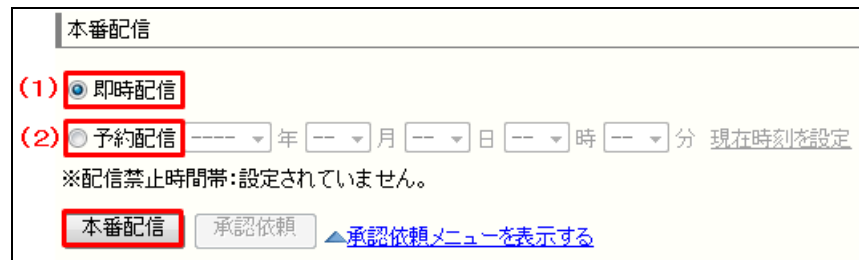 本番配信
(1) 即時配信
(2) 予約配信 ---- 年 -- 月 -- 日 -- 時 -- 分 現在時刻を設定
※配信禁止時間帯:設定されていません。
本番配信 承認依頼 ▲承認依頼メニューを表示する